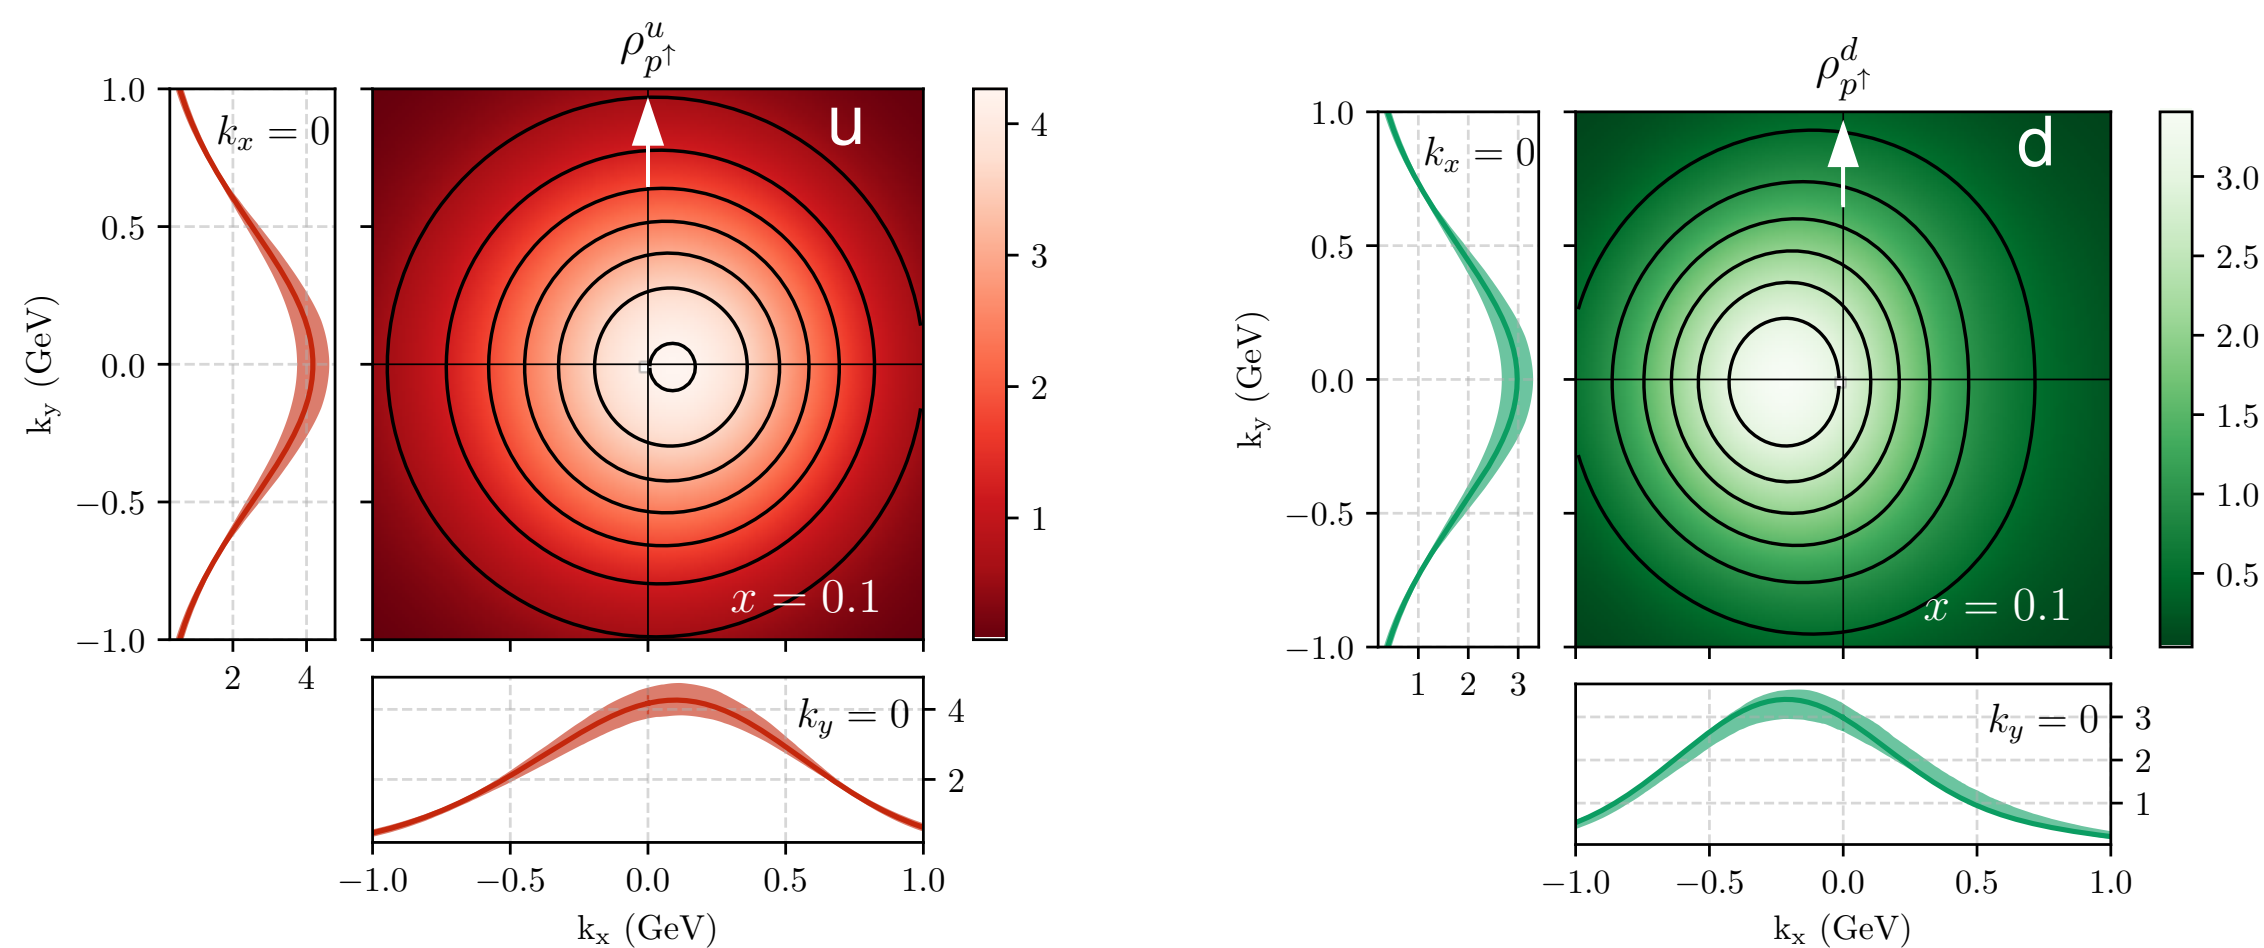 ρ^u_{p↑}
1.0
0.5
0.0
−0.5
−1.0
k_y (GeV)
k_x = 0
2 4
u
x = 0.1
4
3
2
1
k_y = 0
4
2
−1.0 −0.5 0.0 0.5 1.0
k_x (GeV)
ρ^d_{p↑}
1.0
0.5
0.0
−0.5
−1.0
k_y (GeV)
k_x = 0
1 2 3
d
x = 0.1
3.0
2.5
2.0
1.5
1.0
0.5
k_y = 0
3
2
1
−1.0 −0.5 0.0 0.5 1.0
k_x (GeV)